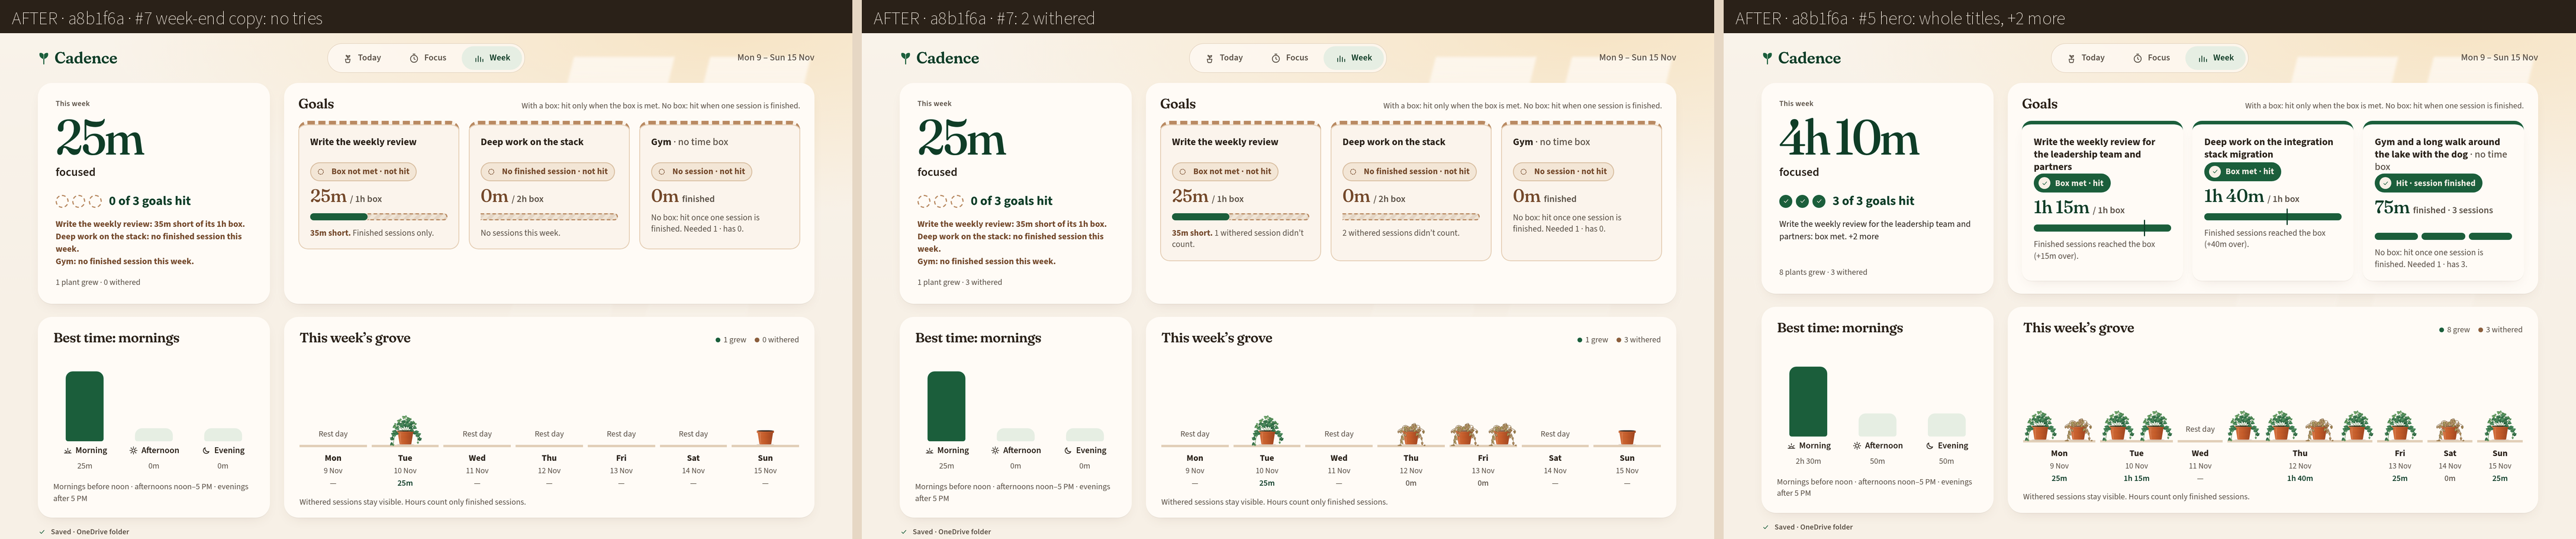 AFTER · a8b1f6a · #7 week-end copy: no tries
Cadence
Today
Focus
Week
Mon 9 – Sun 15 Nov
This week
25m
focused
0 of 3 goals hit
Write the weekly review: 35m short of its 1h box.
Deep work on the stack: no finished session this
week.
Gym: no finished session this week.
1 plant grew · 0 withered
Goals
With a box: hit only when the box is met. No box: hit when one session is finished.
Write the weekly review
Box not met · not hit
25m / 1h box
35m short. Finished sessions only.
Deep work on the stack
No finished session · not hit
0m / 2h box
No sessions this week.
Gym · no time box
No session · not hit
0m finished
No box: hit once one session is
finished. Needed 1 · has 0.
Best time: mornings
Morning
25m
Afternoon
0m
Evening
0m
Mornings before noon · afternoons noon–5 PM · evenings
after 5 PM
This week's grove
1 grew
0 withered
Rest day
Rest day
Rest day
Rest day
Rest day
Mon
Tue
Wed
Thu
Fri
Sat
Sun
9 Nov
10 Nov
11 Nov
12 Nov
13 Nov
14 Nov
15 Nov
—
25m
—
—
—
—
—
Withered sessions stay visible. Hours count only finished sessions.
Saved · OneDrive folder
AFTER · a8b1f6a · #7: 2 withered
Cadence
Today
Focus
Week
Mon 9 – Sun 15 Nov
This week
25m
focused
0 of 3 goals hit
Write the weekly review: 35m short of its 1h box.
Deep work on the stack: no finished session this
week.
Gym: no finished session this week.
1 plant grew · 3 withered
Goals
With a box: hit only when the box is met. No box: hit when one session is finished.
Write the weekly review
Box not met · not hit
25m / 1h box
35m short. 1 withered session didn't
count.
Deep work on the stack
No finished session · not hit
0m / 2h box
2 withered sessions didn't count.
Gym · no time box
No session · not hit
0m finished
No box: hit once one session is
finished. Needed 1 · has 0.
Best time: mornings
Morning
25m
Afternoon
0m
Evening
0m
Mornings before noon · afternoons noon–5 PM · evenings
after 5 PM
This week's grove
1 grew
3 withered
Rest day
Rest day
Rest day
Mon
Tue
Wed
Thu
Fri
Sat
Sun
9 Nov
10 Nov
11 Nov
12 Nov
13 Nov
14 Nov
15 Nov
—
25m
—
0m
0m
—
—
Withered sessions stay visible. Hours count only finished sessions.
Saved · OneDrive folder
AFTER · a8b1f6a · #5 hero: whole titles, +2 more
Cadence
Today
Focus
Week
Mon 9 – Sun 15 Nov
This week
4h 10m
focused
3 of 3 goals hit
Write the weekly review for the leadership team and
partners: box met. +2 more
8 plants grew · 3 withered
Goals
With a box: hit only when the box is met. No box: hit when one session is finished.
Write the weekly review for
the leadership team and
partners
Box met · hit
1h 15m / 1h box
Finished sessions reached the box
(+15m over).
Deep work on the integration
stack migration
Box met · hit
1h 40m / 1h box
Finished sessions reached the box
(+40m over).
Gym and a long walk around
the lake with the dog · no time
box
Hit · session finished
75m finished · 3 sessions
No box: hit once one session is
finished. Needed 1 · has 3.
Best time: mornings
Morning
2h 30m
Afternoon
50m
Evening
50m
Mornings before noon · afternoons noon–5 PM · evenings
after 5 PM
This week's grove
8 grew
3 withered
Rest day
Mon
Tue
Wed
Thu
Fri
Sat
Sun
9 Nov
10 Nov
11 Nov
12 Nov
13 Nov
14 Nov
15 Nov
25m
1h 15m
—
1h 40m
25m
0m
25m
Withered sessions stay visible. Hours count only finished sessions.
Saved · OneDrive folder